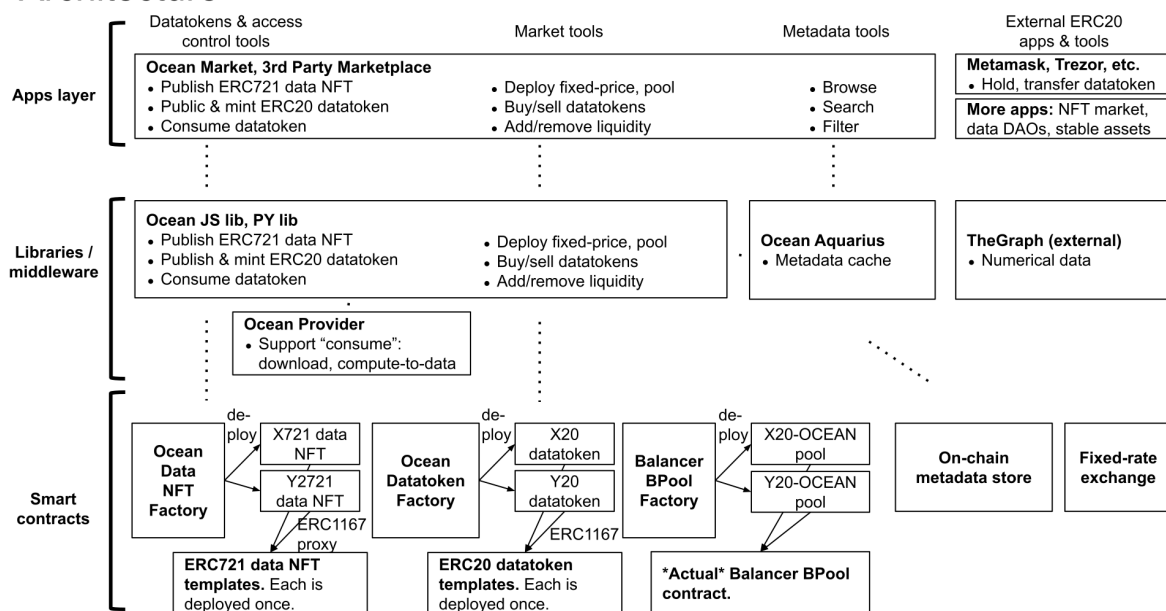 Datatokens & access
control tools
Market tools
Metadata tools
External ERC20
apps & tools
Apps layer
Ocean Market, 3rd Party Marketplace
• Publish ERC721 data NFT
• Public & mint ERC20 datatoken
• Consume datatoken
• Deploy fixed-price, pool
• Buy/sell datatokens
• Add/remove liquidity
• Browse
• Search
• Filter
Metamask, Trezor, etc.
• Hold, transfer datatoken
More apps: NFT market,
data DAOs, stable assets
Libraries /
middleware
Ocean JS lib, PY lib
• Publish ERC721 data NFT
• Publish & mint ERC20 datatoken
• Consume datatoken
• Deploy fixed-price, pool
• Buy/sell datatokens
• Add/remove liquidity
Ocean Aquarius
• Metadata cache
TheGraph (external)
• Numerical data
Ocean Provider
• Support “consume”:
download, compute-to-data
Smart
contracts
Ocean
Data
NFT
Factory
de-
ploy
X721 data
NFT
Y2721
data NFT
ERC1167
proxy
ERC721 data NFT
templates. Each is
deployed once.
Ocean
Datatoken
Factory
de-
ploy
X20
datatoken
Y20
datatoken
ERC1167
ERC20 datatoken
templates. Each is
deployed once.
Balancer
BPool
Factory
de-
ploy
X20-OCEAN
pool
Y20-OCEAN
pool
*Actual* Balancer BPool
contract.
On-chain
metadata store
Fixed-rate
exchange